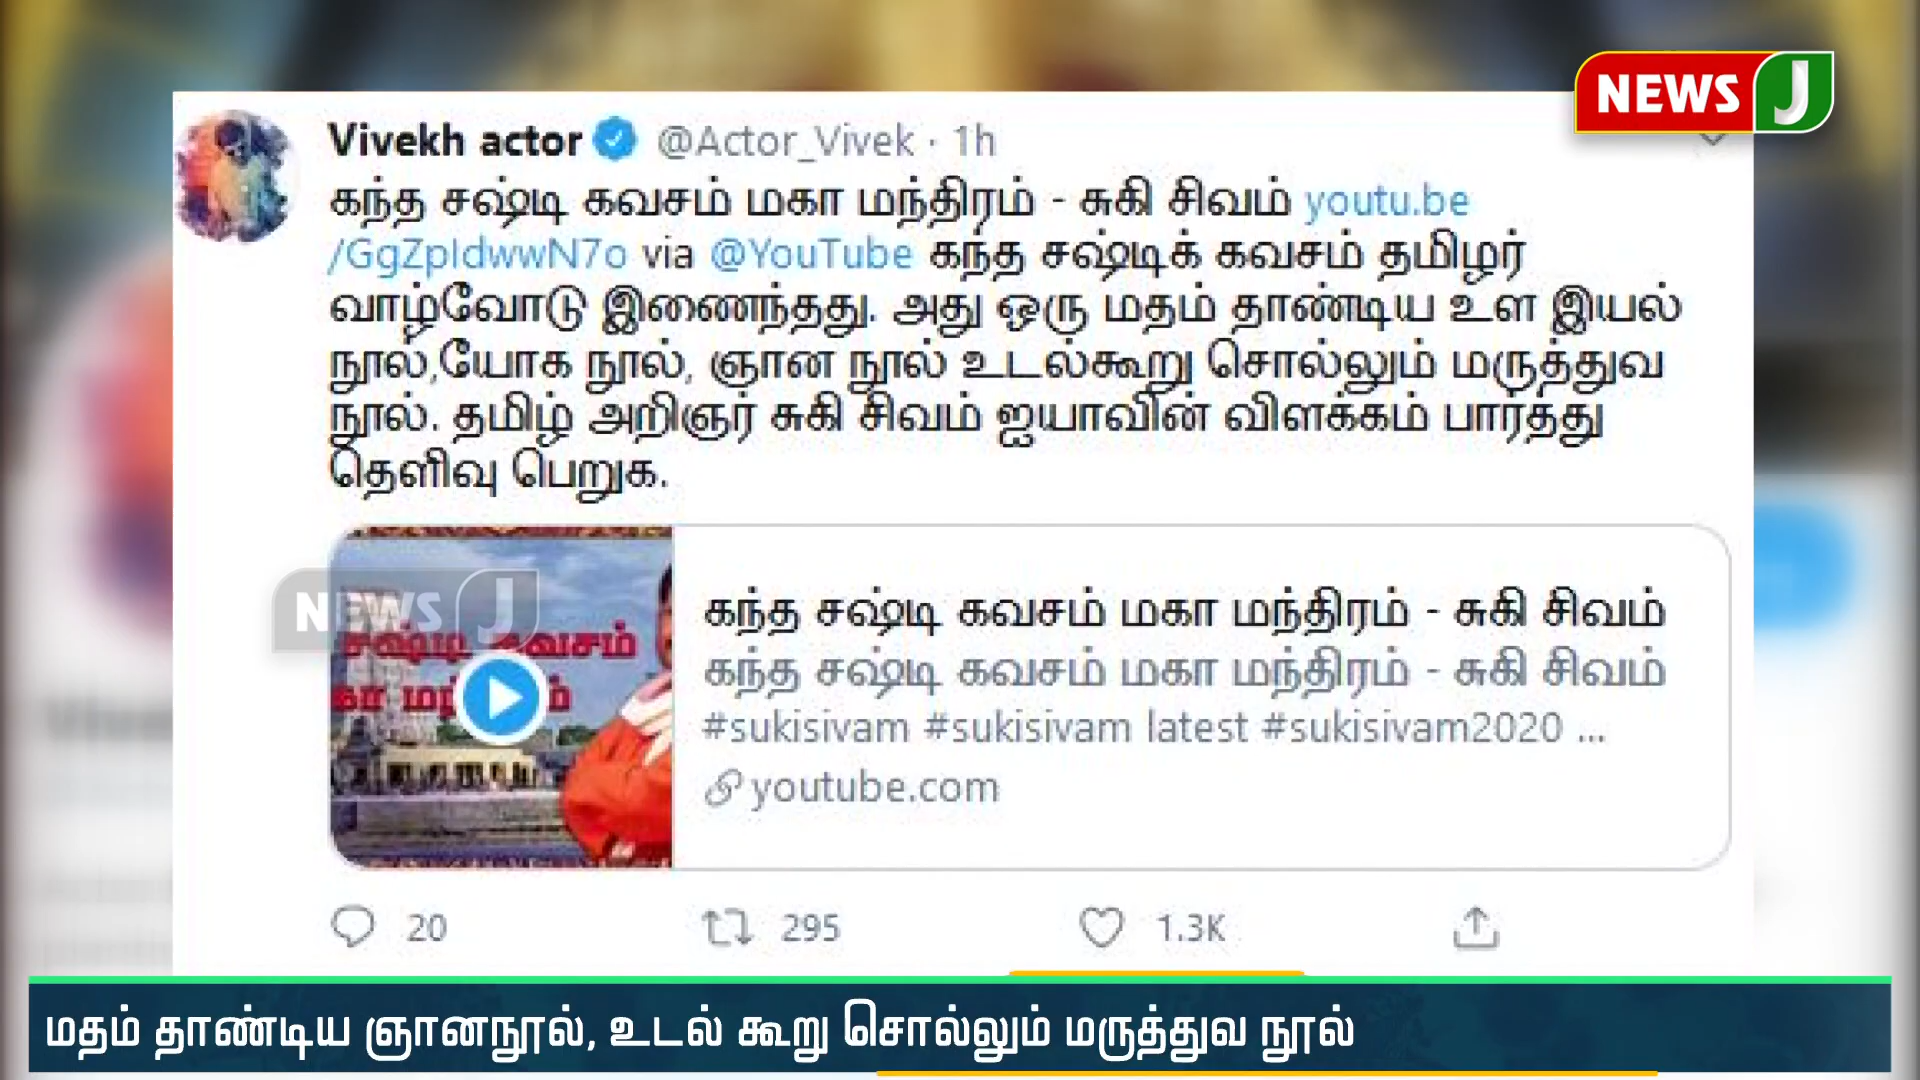 NEWS J
Vivekh actor @Actor_Vivek · 1h
கந்த சஷ்டி கவசம் மகா மந்திரம் - சுகி சிவம் youtu.be
/GgZpIdwwN7o via @YouTube கந்த சஷ்டிக் கவசம் தமிழர்
வாழ்வோடு இணைந்தது. அது ஒரு மதம் தாண்டிய உள இயல்
நூல்,யோக நூல், ஞான நூல் உடல்கூறு சொல்லும் மருத்துவ
நூல். தமிழ் அறிஞர் சுகி சிவம் ஐயாவின் விளக்கம் பார்த்து
தெளிவு பெறுக.
NEWS J
சஷ்டி கவசம்
கந்த சஷ்டி கவசம் மகா மந்திரம் - சுகி சிவம்
கந்த சஷ்டி கவசம் மகா மந்திரம் - சுகி சிவம்
#sukisivam #sukisivam latest #sukisivam2020 ...
youtube.com
20 295 1.3K
மதம் தாண்டிய ஞானநூல், உடல் கூறு சொல்லும் மருத்துவ நூல்